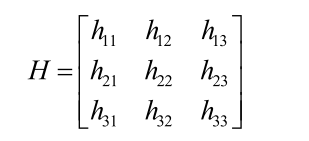 h₁₁ h₁₂ h₁₃
H = h₂₁ h₂₂ h₂₃
h₃₁ h₃₂ h₃₃